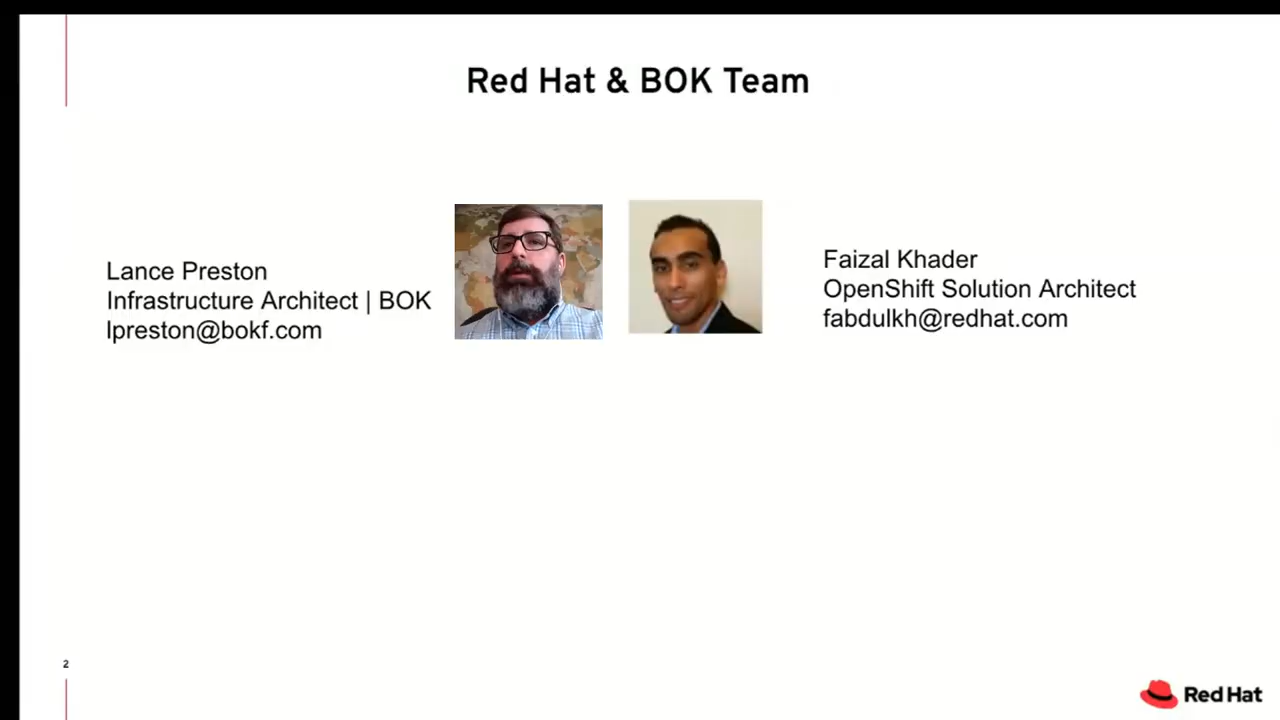 Red Hat & BOK Team
Lance Preston
Infrastructure Architect | BOK
lpreston@bokf.com
Faizal Khader
OpenShift Solution Architect
fabdulkh@redhat.com
2
Red Hat